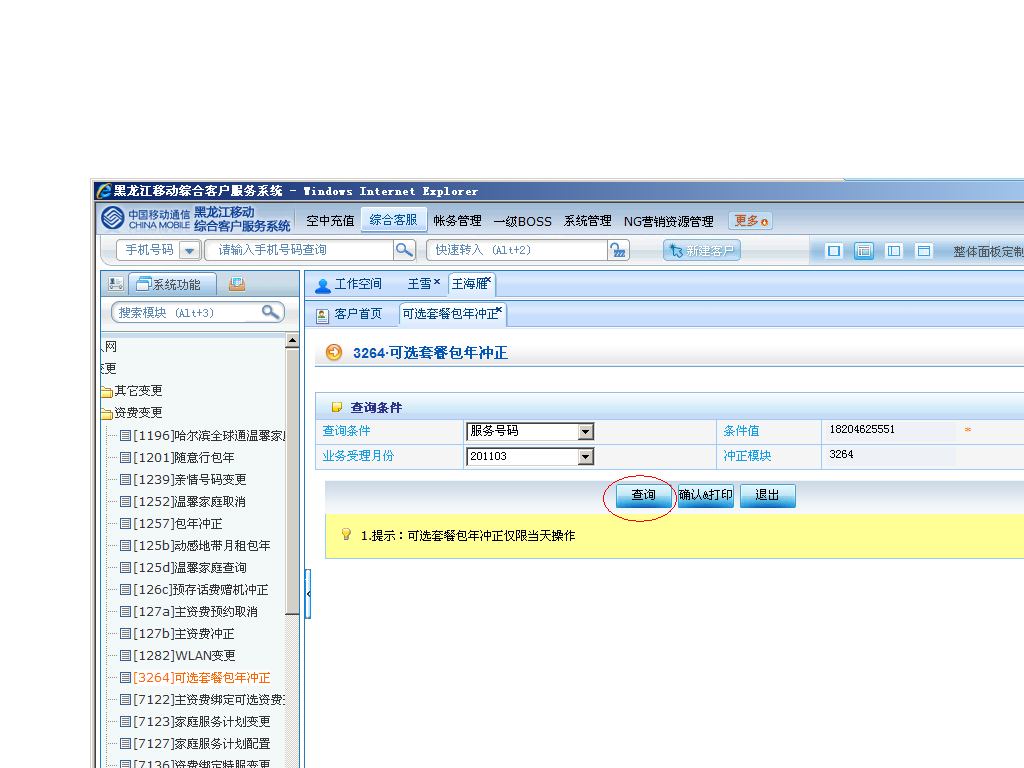 黑龙江移动综合客户服务系统 - Windows Internet Explorer
中国移动通信 CHINA MOBILE 黑龙江移动 综合客户服务系统 空中充值 综合客服 帐务管理 一级BOSS 系统管理 NG营销资源管理 更多
手机号码 请输入手机号码查询 快速转入 (Alt+2) 新建客户 整体面板定制
系统功能 工作空间 王雪× 王海雁×
搜索模块 (Alt+3) 客户首页 可选套餐包年冲正×
3264·可选套餐包年冲正
查询条件
查询条件 服务号码 条件值 18204625551 *
业务受理月份 201103 冲正模块 3264
查询 确认&打印 退出
1.提示：可选套餐包年冲正仅限当天操作
网
变更
其它变更
资费变更
[1196]哈尔滨全球通温馨家
[1201]随意行包年
[1239]亲情号码变更
[1252]温馨家庭取消
[1257]包年冲正
[125b]动感地带月租包年
[125d]温馨家庭查询
[126c]预存话费赠机冲正
[127a]主资费预约取消
[127b]主资费冲正
[1282]WLAN变更
[3264]可选套餐包年冲正
[7122]主资费绑定可选资费
[7123]家庭服务计划变更
[7127]家庭服务计划配置
[7136]资费绑定特服变更